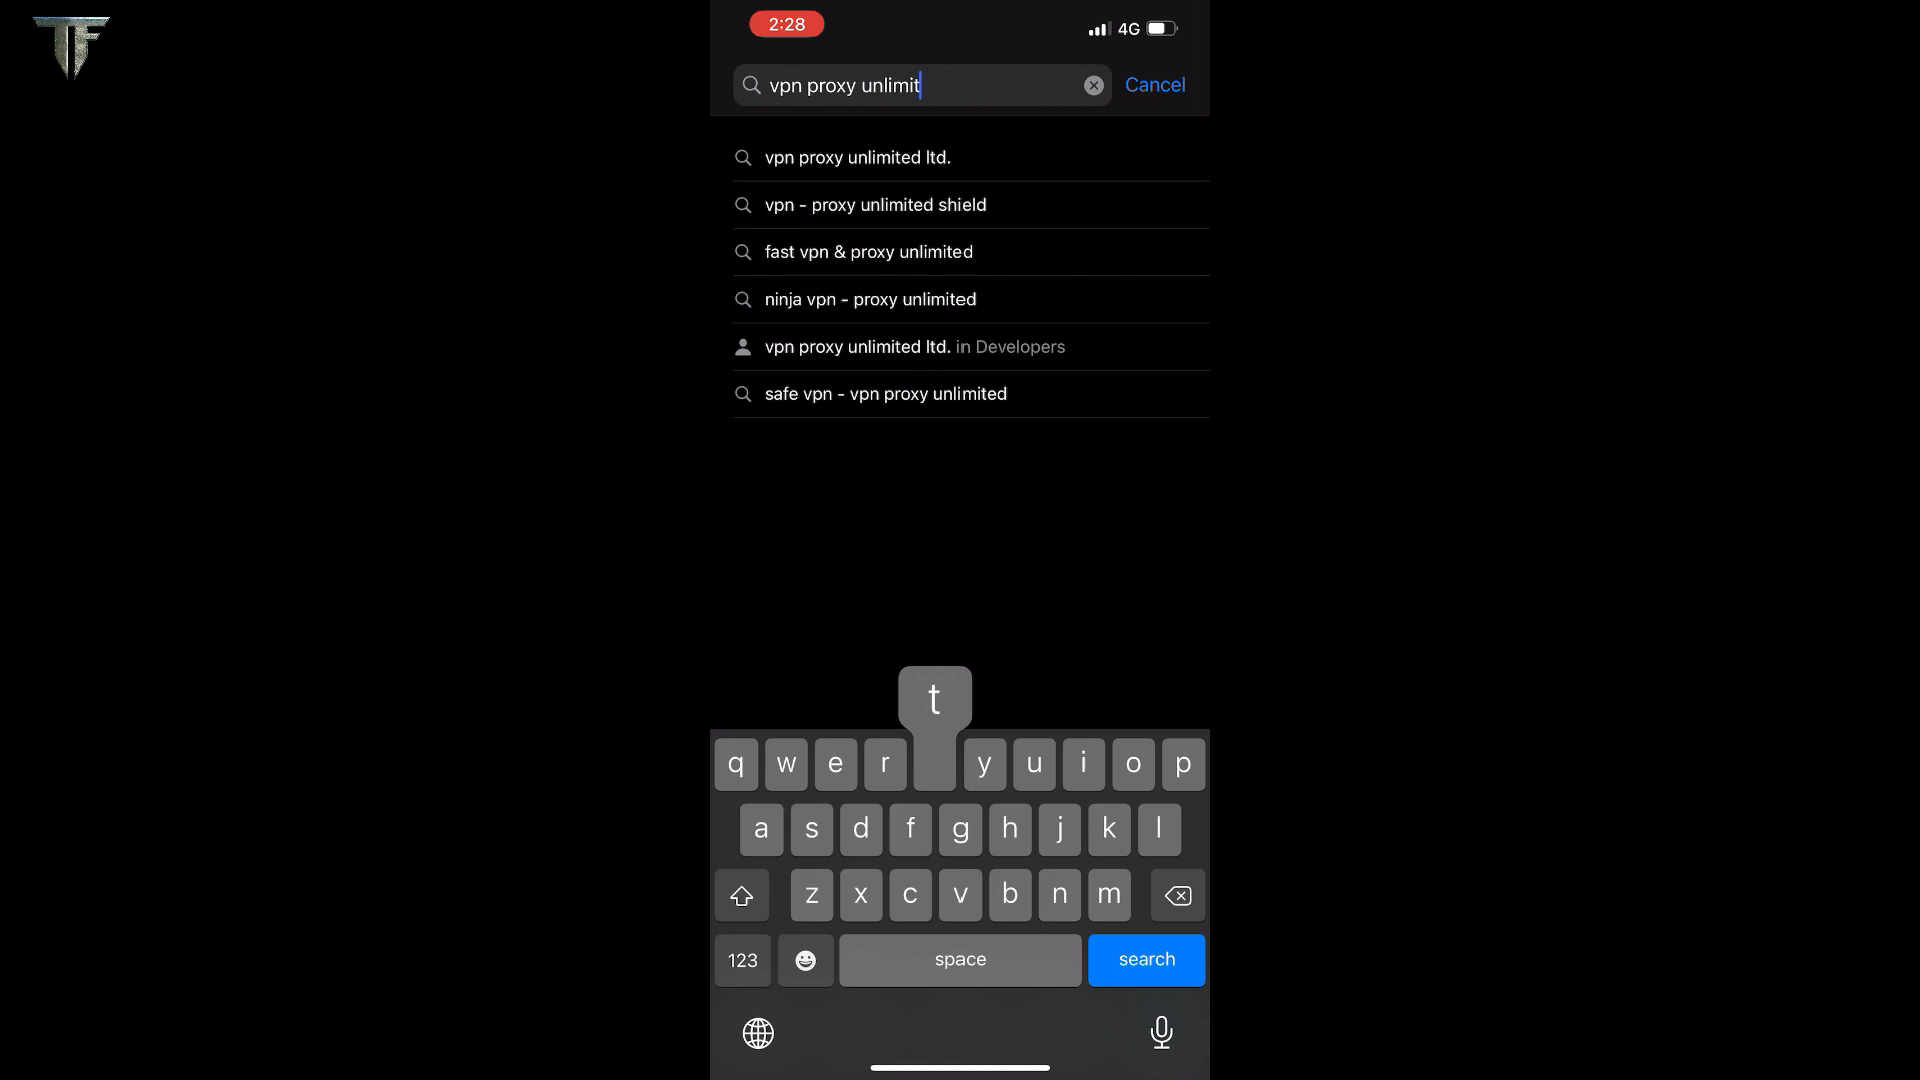 TF
2:28
4G
vpn proxy unlimit
Cancel
vpn proxy unlimited ltd.
vpn - proxy unlimited shield
fast vpn & proxy unlimited
ninja vpn - proxy unlimited
vpn proxy unlimited ltd. in Developers
safe vpn - vpn proxy unlimited
t
q w e r y u i o p
a s d f g h j k l
z x c v b n m
123 space search